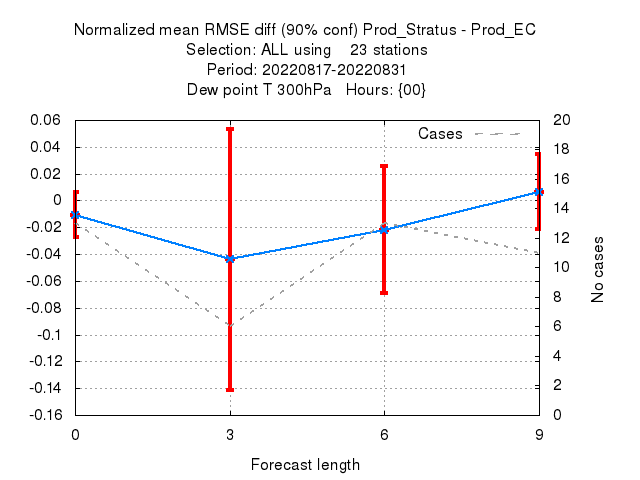 Normalized mean RMSE diff (90% conf) Prod_Stratus - Prod_EC
Selection: ALL using    23 stations
Period: 20220817-20220831
Dew point T 300hPa   Hours: {00}
Cases
0.06
0.04
0.02
0
-0.02
-0.04
-0.06
-0.08
-0.1
-0.12
-0.14
-0.16
20
18
16
14
12
10
8
6
4
2
0
No cases
0 3 6 9
Forecast length